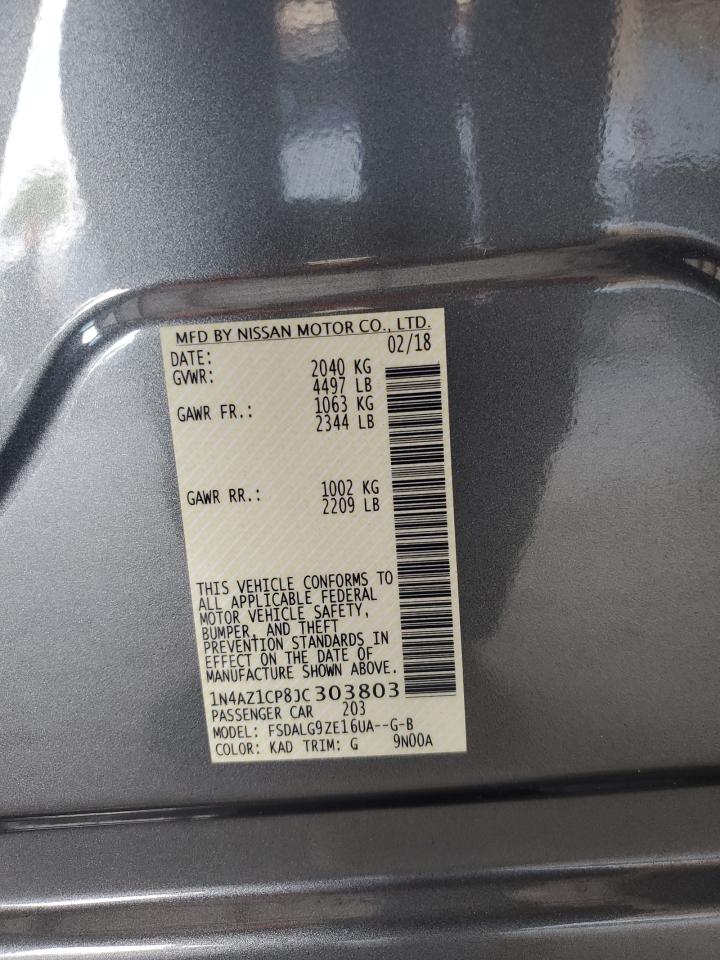 MFD BY NISSAN MOTOR CO., LTD.
DATE: 02/18
GVWR: 2040 KG
4497 LB
GAWR FR.: 1063 KG
2344 LB
GAWR RR.: 1002 KG
2209 LB
THIS VEHICLE CONFORMS TO
ALL APPLICABLE FEDERAL
MOTOR VEHICLE SAFETY,
BUMPER, AND THEFT
PREVENTION STANDARDS IN
EFFECT ON THE DATE OF
MANUFACTURE SHOWN ABOVE.
1N4AZ1CP8JC303803
PASSENGER CAR 203
MODEL: FSDALG9ZE16UA--G-B
COLOR: KAD TRIM: G 9N00A